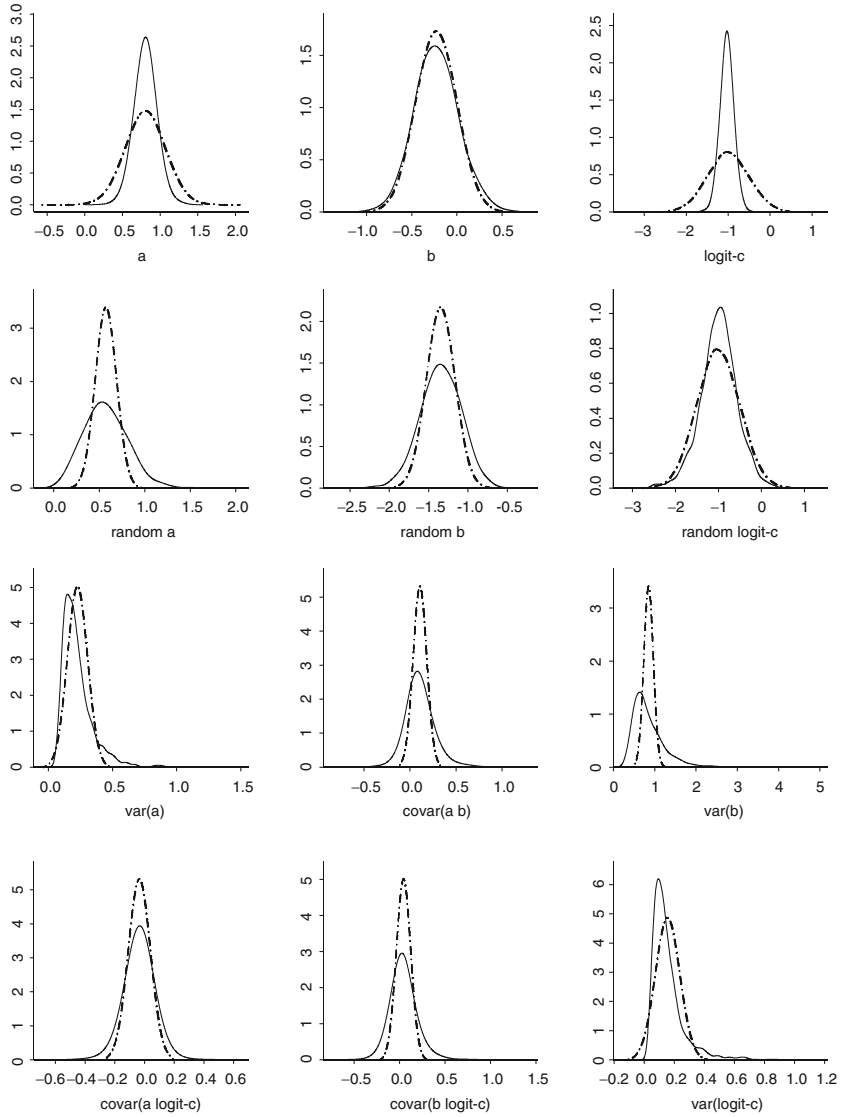 0.0 0.5 1.0 1.5 2.0 2.5 3.0
−0.5 0.0 0.5 1.0 1.5 2.0
a
0.0 0.5 1.0 1.5
−1.0 −0.5 0.0 0.5
b
0.0 0.5 1.0 1.5 2.0 2.5
−3 −2 −1 0 1
logit-c
0 1 2 3
0.0 0.5 1.0 1.5 2.0
random a
0.0 0.5 1.0 1.5 2.0
−2.5 −2.0 −1.5 -1.0 -0.5
random b
0.0 0.2 0.4 0.6 0.8 1.0
−3 −2 −1 0 1
random logit-c
0 1 2 3 4 5
0.0 0.5 1.0 1.5
var(a)
0 1 2 3 4 5
−0.5 0.0 0.5 1.0
covar(a b)
0 1 2 3
0 1 2 3 4 5
var(b)
0 1 2 3 4 5
−0.6 −0.4 −0.2 0.0 0.2 0.4 0.6
covar(a logit-c)
0 1 2 3 4 5
−0.5 0.0 0.5 1.0 1.5
covar(b logit-c)
0 1 2 3 4 5 6
−0.2 0.0 0.2 0.4 0.6 0.8 1.0 1.2
var(logit-c)